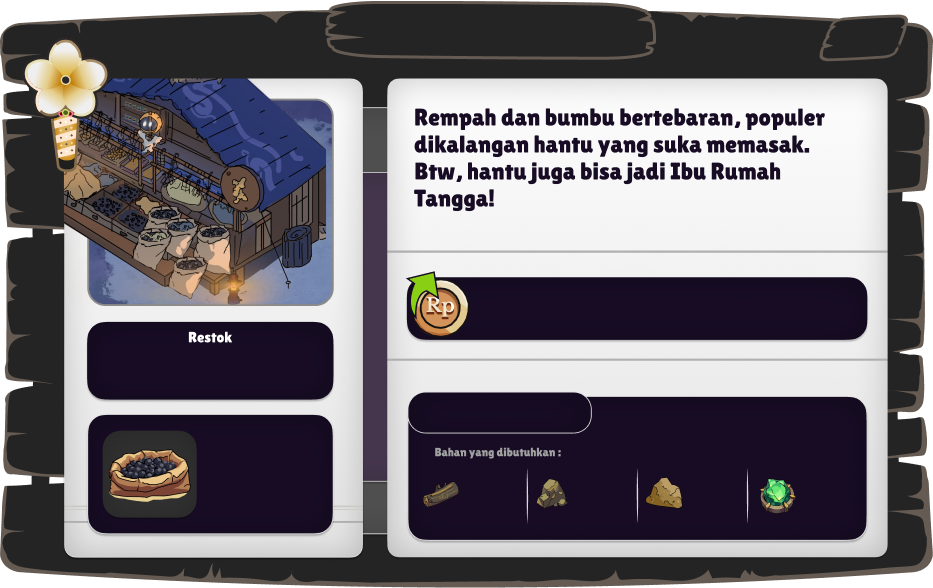 Rempah dan bumbu bertebaran, populer
dikalangan hantu yang suka memasak.
Btw, hantu juga bisa jadi Ibu Rumah
Tangga!
Rp
Restok
Bahan yang dibutuhkan :